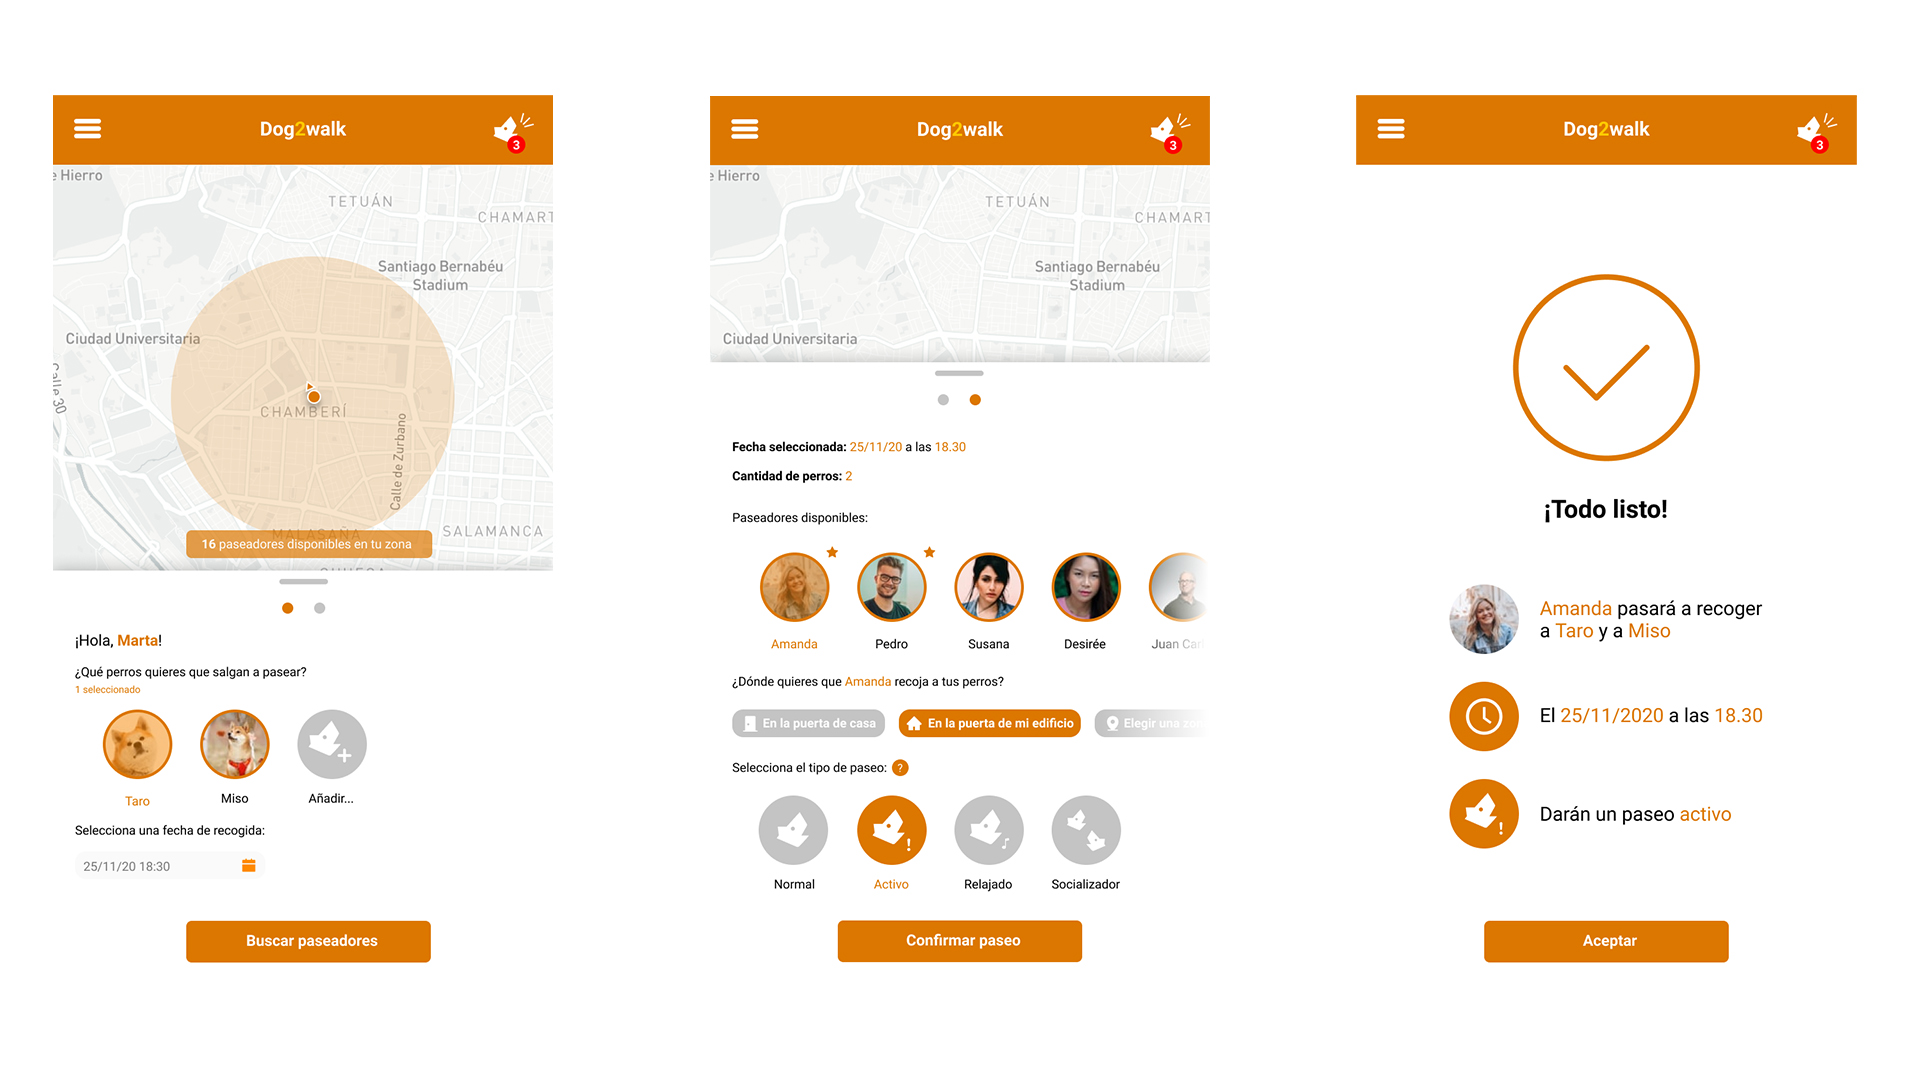 Dog2walk
3
e Hierro
TETUÁN
CHAMART
Santiago Bernabéu
Stadium
Ciudad Universitaria
Calle 30
CHAMBERÍ
Calle de Zurbano
MALASAÑA
SALAMANCA
16 paseadores disponibles en tu zona
¡Hola, Marta!
¿Qué perros quieres que salgan a pasear?
1 seleccionado
Taro
Miso
Añadir...
Selecciona una fecha de recogida:
25/11/20 18:30
Buscar paseadores
Dog2walk
3
e Hierro
TETUÁN
CHAMART
Santiago Bernabéu
Stadium
Ciudad Universitaria
Fecha seleccionada: 25/11/20 a las 18.30
Cantidad de perros: 2
Paseadores disponibles:
Amanda
Pedro
Susana
Desirée
Juan Car
¿Dónde quieres que Amanda recoja a tus perros?
En la puerta de casa
En la puerta de mi edificio
Elegir una zo
Selecciona el tipo de paseo: ?
Normal
Activo
Relajado
Socializador
Confirmar paseo
Dog2walk
3
¡Todo listo!
Amanda pasará a recoger
a Taro y a Miso
El 25/11/2020 a las 18.30
Darán un paseo activo
Aceptar